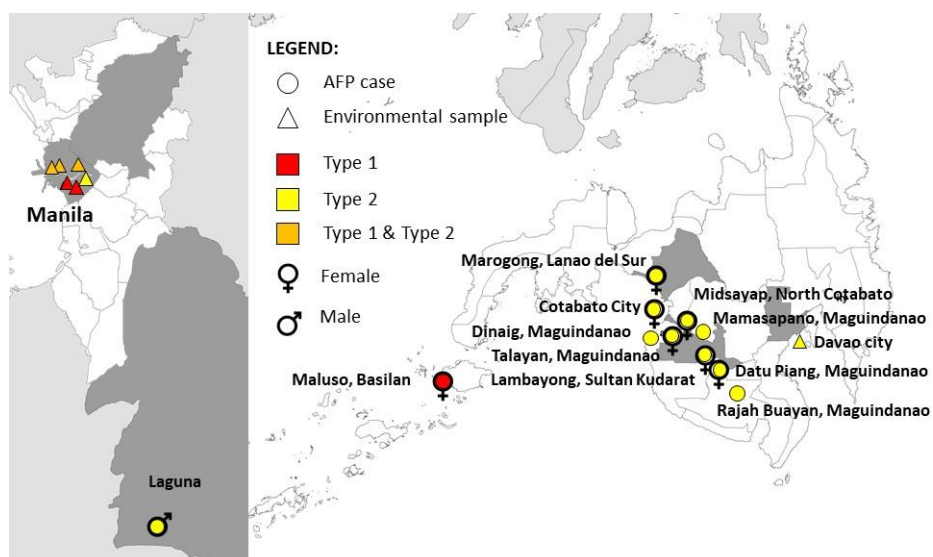 LEGEND:
AFP case
Environmental sample
Type 1
Type 2
Type 1 & Type 2
Female
Male
Manila
Laguna
Marogong, Lanao del Sur
Midsayap, North Cotabato
Cotabato City
Mamasapano, Maguindanao
Dinaig, Maguindanao
Davao city
Talayan, Maguindanao
Datu Piang, Maguindanao
Maluso, Basilan
Lambayong, Sultan Kudarat
Rajah Buayan, Maguindanao